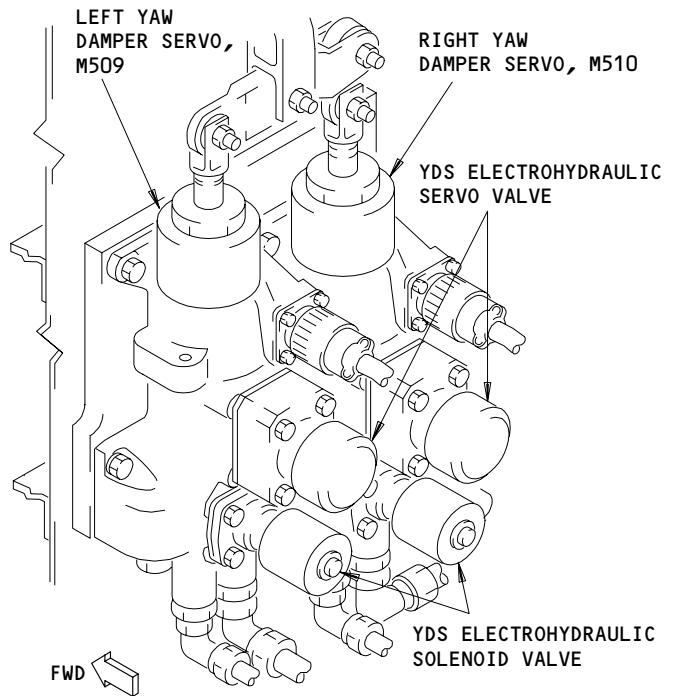 LEFT YAW
DAMPER SERVO,
M509
RIGHT YAW
DAMPER SERVO, M510
YDS ELECTROHYDRAULIC
SERVO VALVE
YDS ELECTROHYDRAULIC
SOLENOID VALVE
FWD